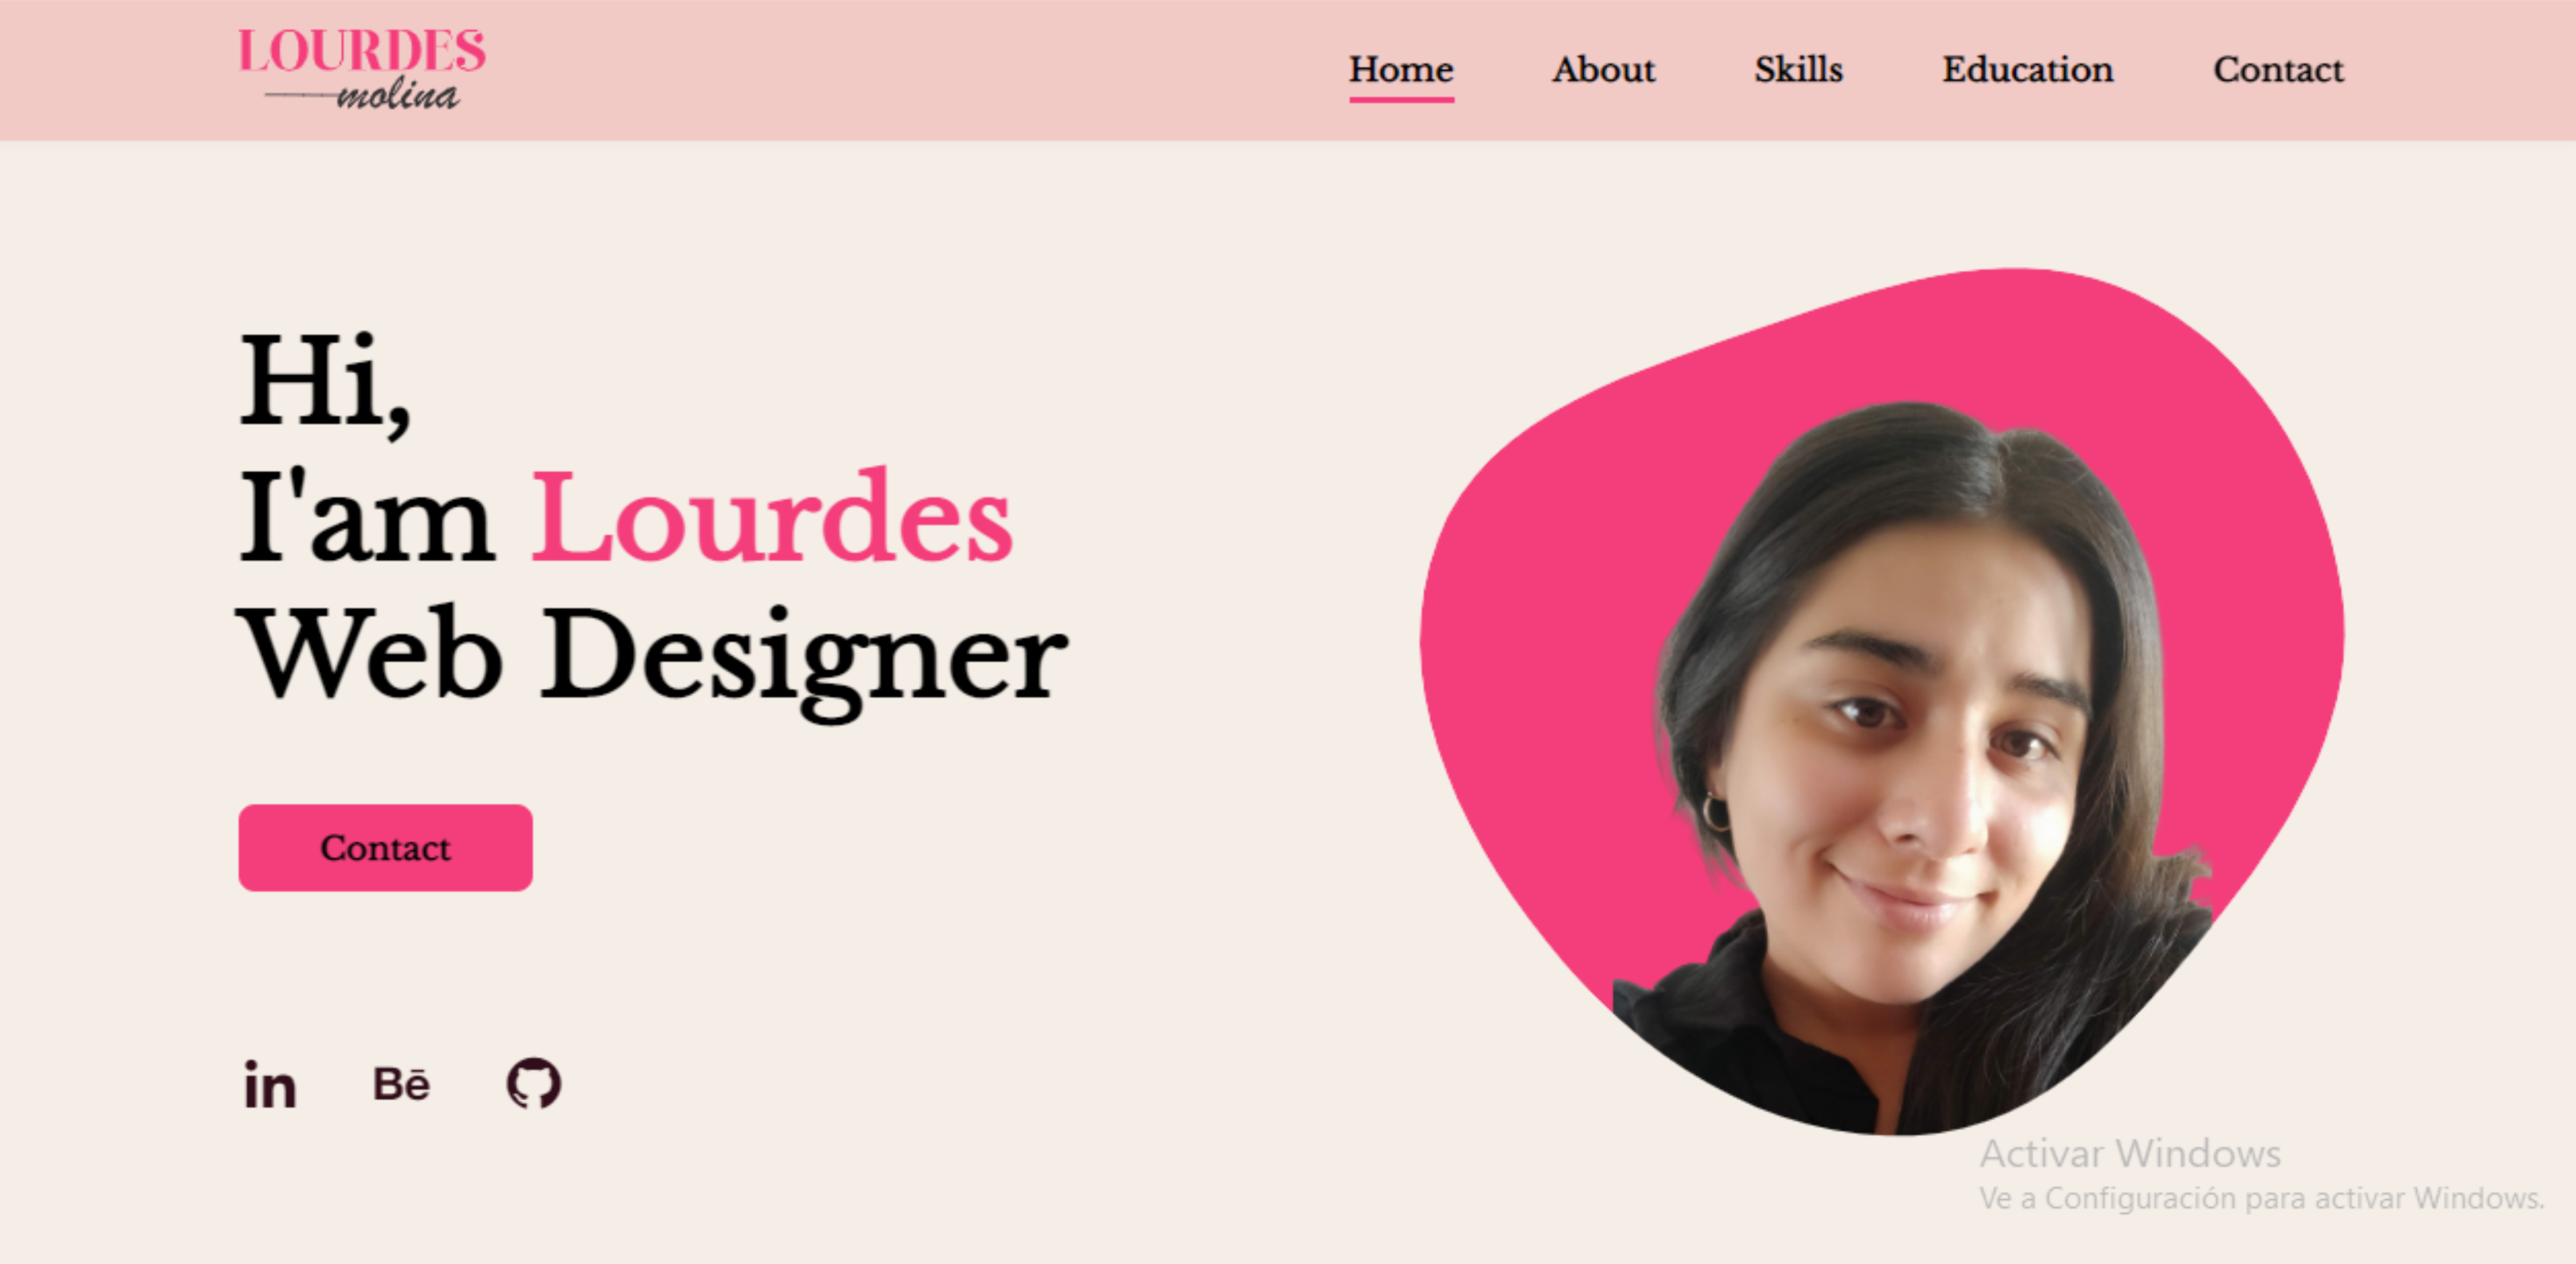 LOURDES
molina
Home About Skills Education Contact
Hi,
I'am Lourdes
Web Designer
Contact
in Bē
Activar Windows
Ve a Configuración para activar Windows.